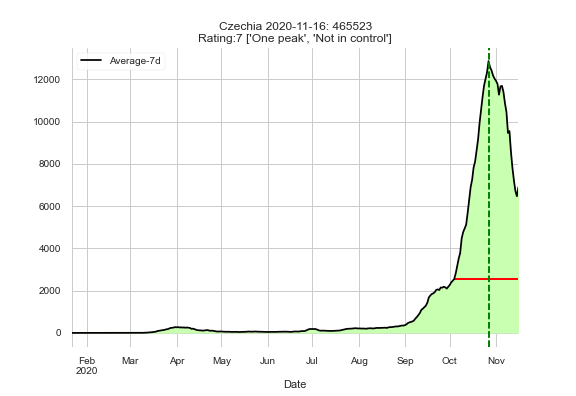 Czechia 2020-11-16: 465523
Rating:7 ['One peak', 'Not in control']
Average-7d
12000
10000
8000
6000
4000
2000
0
Feb Mar Apr May Jun Jul Aug Sep Oct Nov
2020
Date